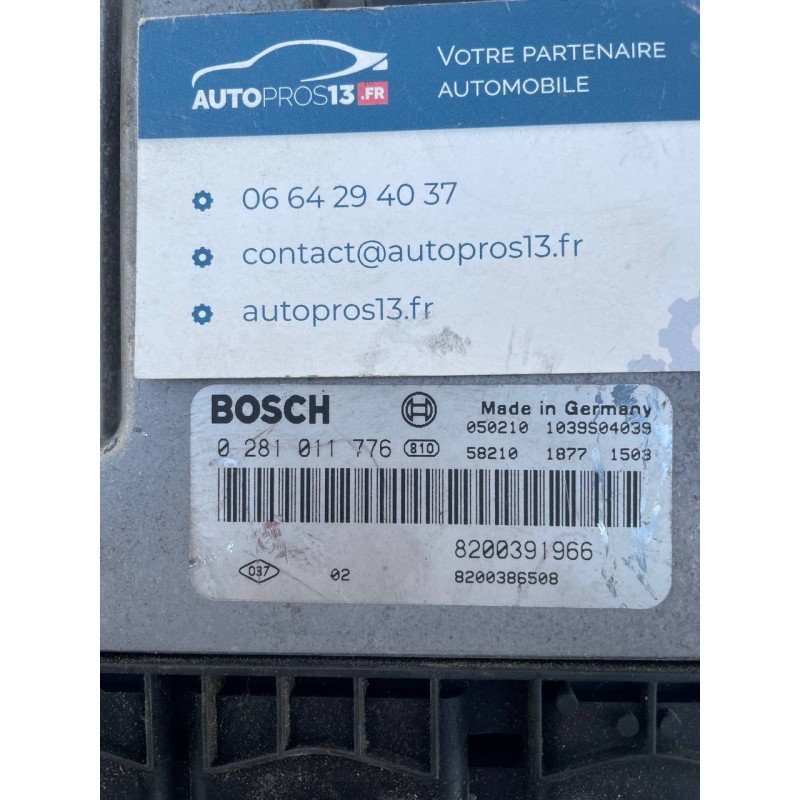 VOTRE PARTENAIRE
AUTOMOBILE
AUTOPROS13.FR
06 64 29 40 37
contact@autopros13.fr
autopros13.fr
BOSCH
Made in Germany
050210 1039S04039
0 281 011 776 B10
58210 1877 1503
8200391966
037 02 8200386508